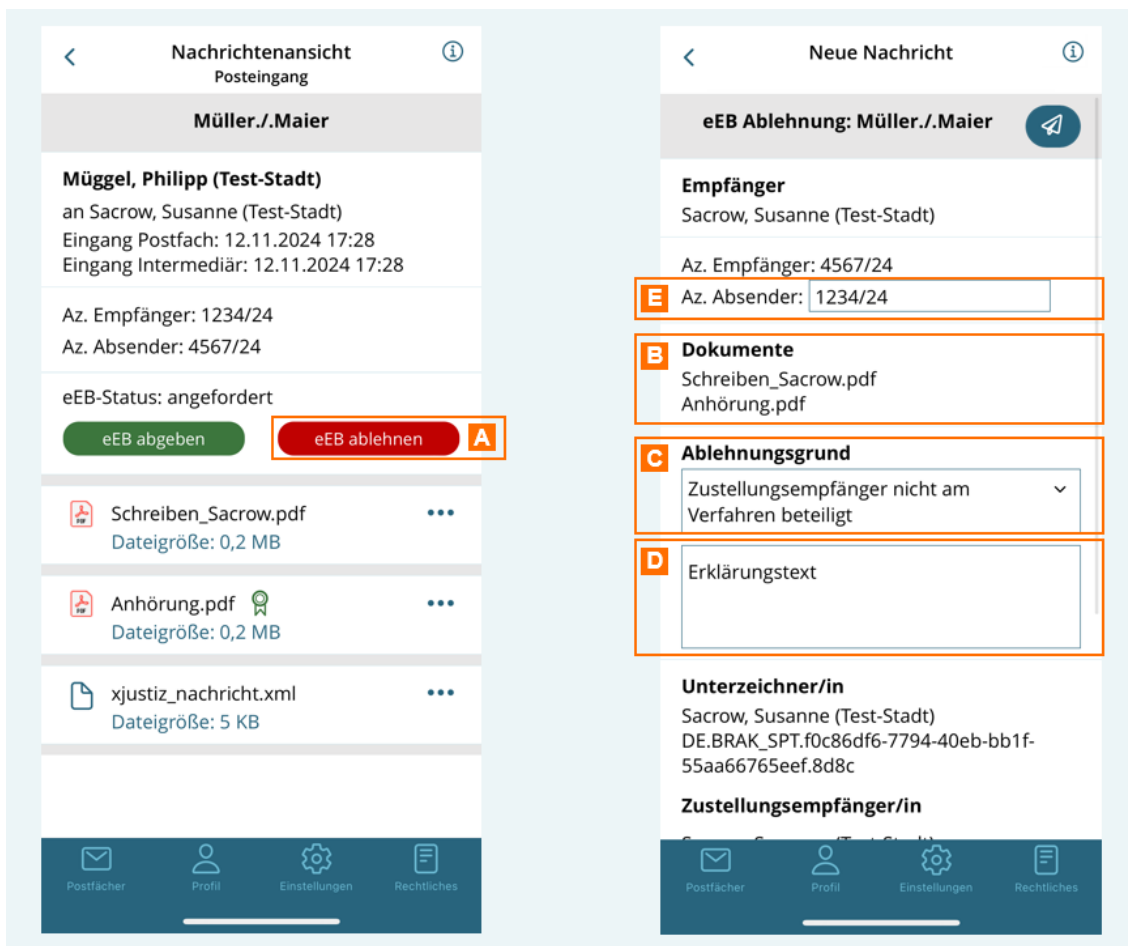 Nachrichtenansicht
Posteingang
Müller./.Maier
Müggel, Philipp (Test-Stadt)
an Sacrow, Susanne (Test-Stadt)
Eingang Postfach: 12.11.2024 17:28
Eingang Intermediär: 12.11.2024 17:28
Az. Empfänger: 1234/24
Az. Absender: 4567/24
eEB-Status: angefordert
eEB abgeben
eEB ablehnen
A
PDF
Schreiben_Sacrow.pdf
Dateigröße: 0,2 MB
PDF
Anhörung.pdf
Dateigröße: 0,2 MB
xjustiz_nachricht.xml
Dateigröße: 5 KB
Postfächer
Profil
Einstellungen
Rechtliches
Neue Nachricht
eEB Ablehnung: Müller./.Maier
Empfänger
Sacrow, Susanne (Test-Stadt)
Az. Empfänger: 4567/24
E
Az. Absender: 1234/24
B
Dokumente
Schreiben_Sacrow.pdf
Anhörung.pdf
C
Ablehnungsgrund
Zustellungsempfänger nicht am
Verfahren beteiligt
D
Erklärungstext
Unterzeichner/in
Sacrow, Susanne (Test-Stadt)
DE.BRAK_SPT.f0c86df6-7794-40eb-bb1f-
55aa66765eef.8d8c
Zustellungsempfänger/in
Postfächer
Profil
Einstellungen
Rechtliches